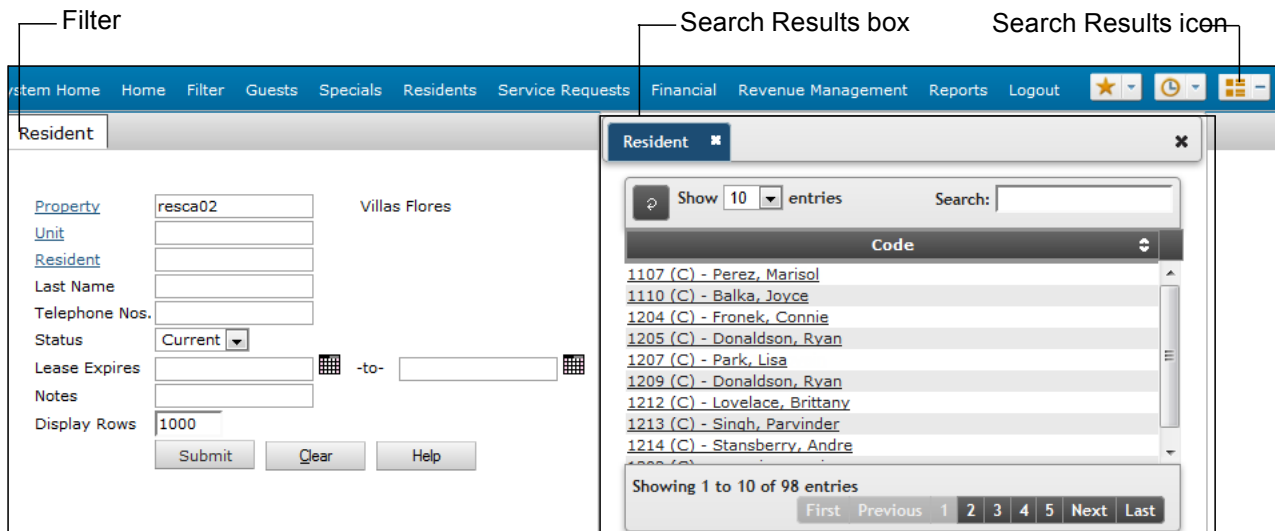 Filter
Search Results box
Search Results icon
ystem Home Home Filter Guests Specials Residents Service Requests Financial Revenue Management Reports Logout
Resident
Property resca02 Villas Flores
Unit
Resident
Last Name
Telephone Nos.
Status Current
Lease Expires -to-
Notes
Display Rows 1000
Submit Clear Help
Resident
Show 10 entries Search:
Code
1107 (C) - Perez, Marisol
1110 (C) - Balka, Joyce
1204 (C) - Fronek, Connie
1205 (C) - Donaldson, Ryan
1207 (C) - Park, Lisa
1209 (C) - Donaldson, Ryan
1212 (C) - Lovelace, Brittany
1213 (C) - Singh, Parvinder
1214 (C) - Stansberry, Andre
Showing 1 to 10 of 98 entries
First Previous 1 2 3 4 5 Next Last